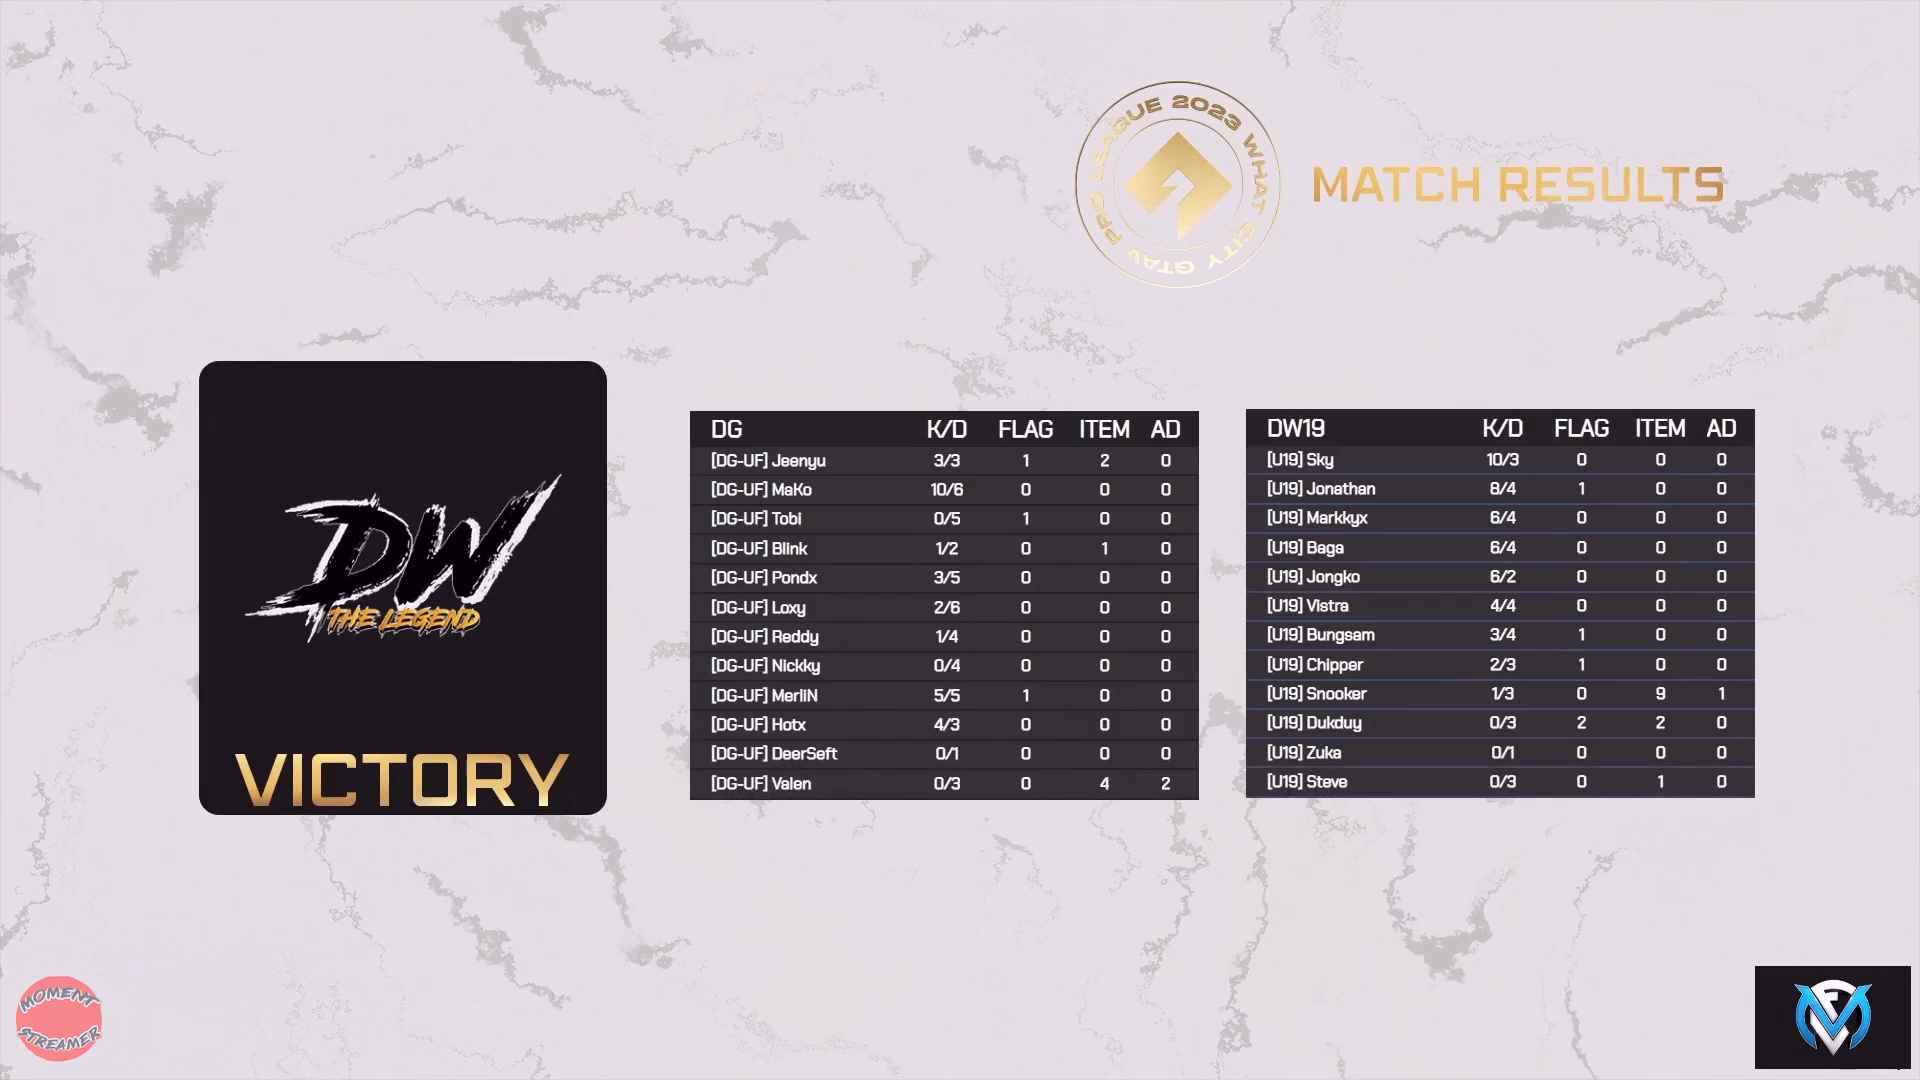 PRO LEAGUE 2023 WHAT CITY GTAV
MATCH RESULTS
DW
THE LEGEND
VICTORY
DG K/D FLAG ITEM AD
[DG-UF] Jeenyu 3/3 1 2 0
[DG-UF] MaKo 10/6 0 0 0
[DG-UF] Tobi 0/5 1 0 0
[DG-UF] Blink 1/2 0 1 0
[DG-UF] Pondx 3/5 0 0 0
[DG-UF] Loxy 2/6 0 0 0
[DG-UF] Reddy 1/4 0 0 0
[DG-UF] Nickky 0/4 0 0 0
[DG-UF] MerliN 5/5 1 0 0
[DG-UF] Hotx 4/3 0 0 0
[DG-UF] DeerSeft 0/1 0 0 0
[DG-UF] Valen 0/3 0 4 2
DW19 K/D FLAG ITEM AD
[U19] Sky 10/3 0 0 0
[U19] Jonathan 8/4 1 0 0
[U19] Markkyx 6/4 0 0 0
[U19] Baga 6/4 0 0 0
[U19] Jongko 6/2 0 0 0
[U19] Vistra 4/4 0 0 0
[U19] Bungsam 3/4 1 0 0
[U19] Chipper 2/3 1 0 0
[U19] Snooker 1/3 0 9 1
[U19] Dukduy 0/3 2 2 0
[U19] Zuka 0/1 0 0 0
[U19] Steve 0/3 0 1 0
MOMENT
STREAMER